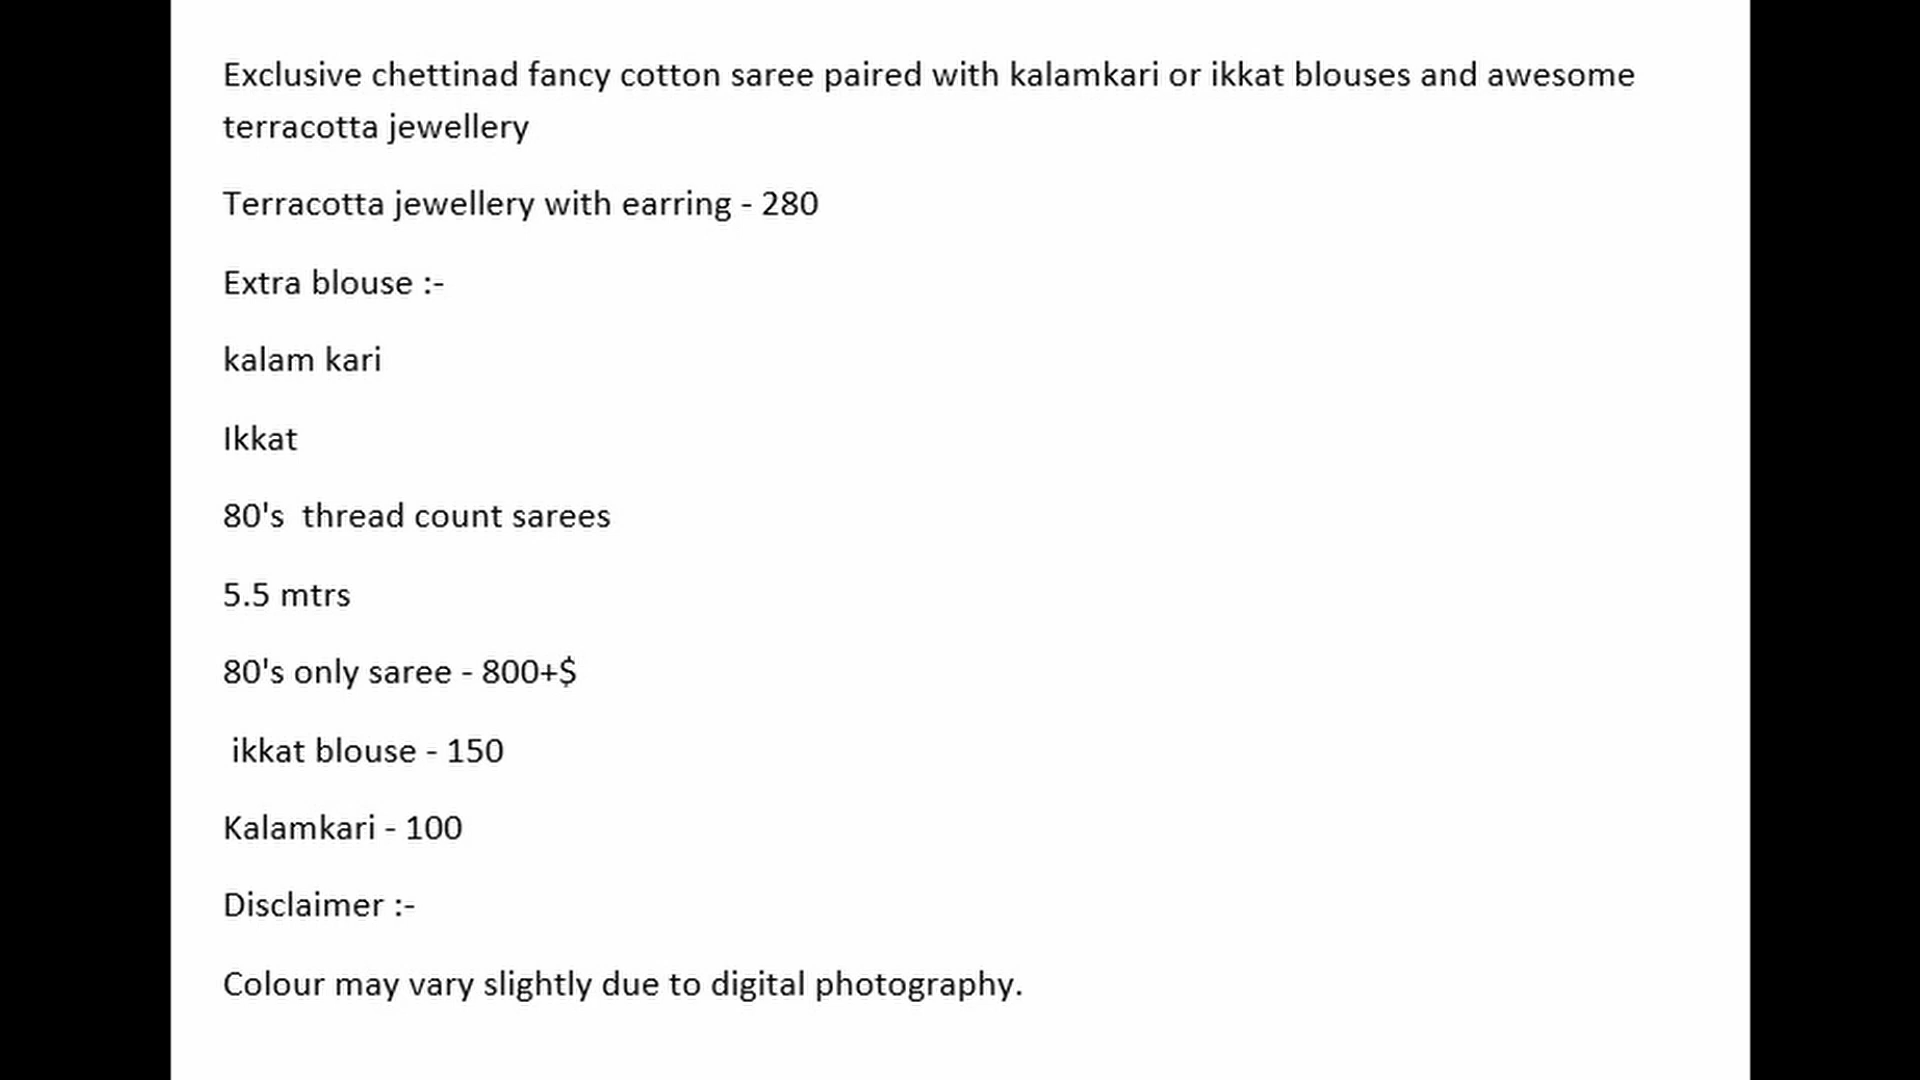 Exclusive chettinad fancy cotton saree paired with kalamkari or ikkat blouses and awesome
terracotta jewellery
Terracotta jewellery with earring - 280
Extra blouse :-
kalam kari
Ikkat
80's  thread count sarees
5.5 mtrs
80's only saree - 800+$
ikkat blouse - 150
Kalamkari - 100
Disclaimer :-
Colour may vary slightly due to digital photography.